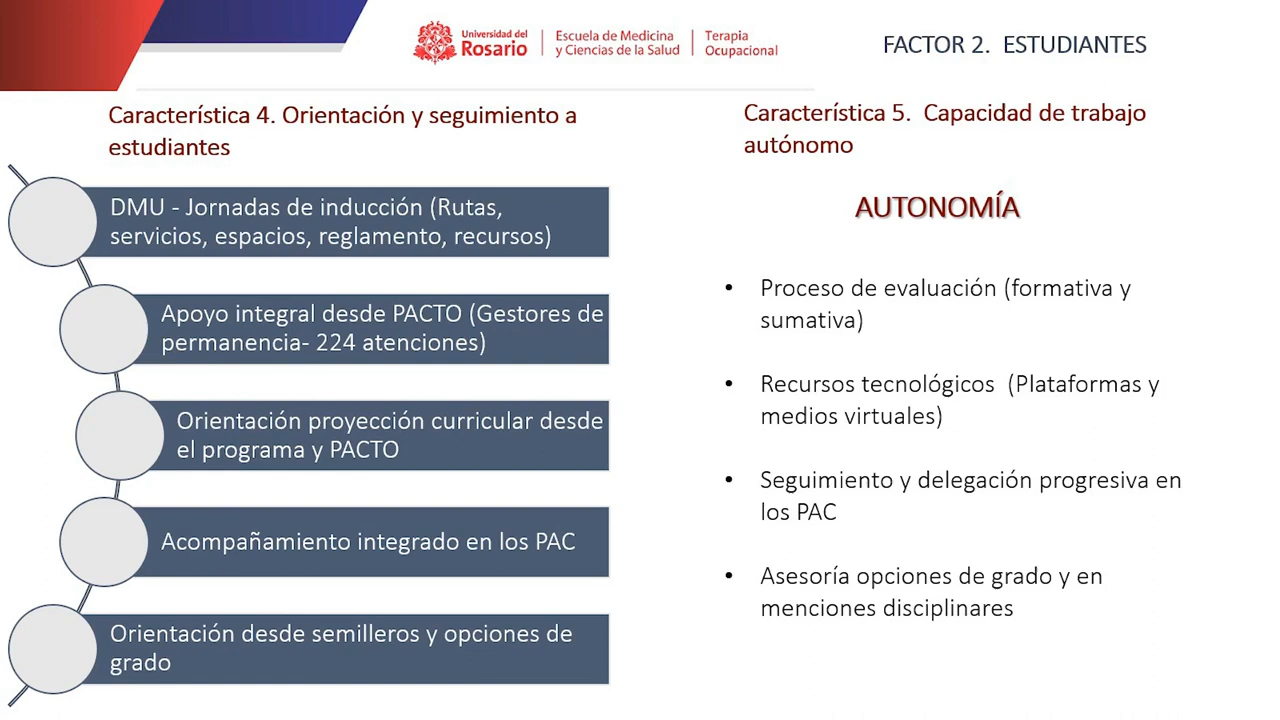 Universidad del
Rosario
Escuela de Medicina
y Ciencias de la Salud
Terapia
Ocupacional
FACTOR 2.  ESTUDIANTES
Característica 4. Orientación y seguimiento a
estudiantes
DMU - Jornadas de inducción (Rutas,
servicios, espacios, reglamento, recursos)
Apoyo integral desde PACTO (Gestores de
permanencia- 224 atenciones)
Orientación proyección curricular desde
el programa y PACTO
Acompañamiento integrado en los PAC
Orientación desde semilleros y opciones de
grado
Característica 5.  Capacidad de trabajo
autónomo
AUTONOMÍA
• Proceso de evaluación (formativa y
sumativa)
• Recursos tecnológicos  (Plataformas y
medios virtuales)
• Seguimiento y delegación progresiva en
los PAC
• Asesoría opciones de grado y en
menciones disciplinares